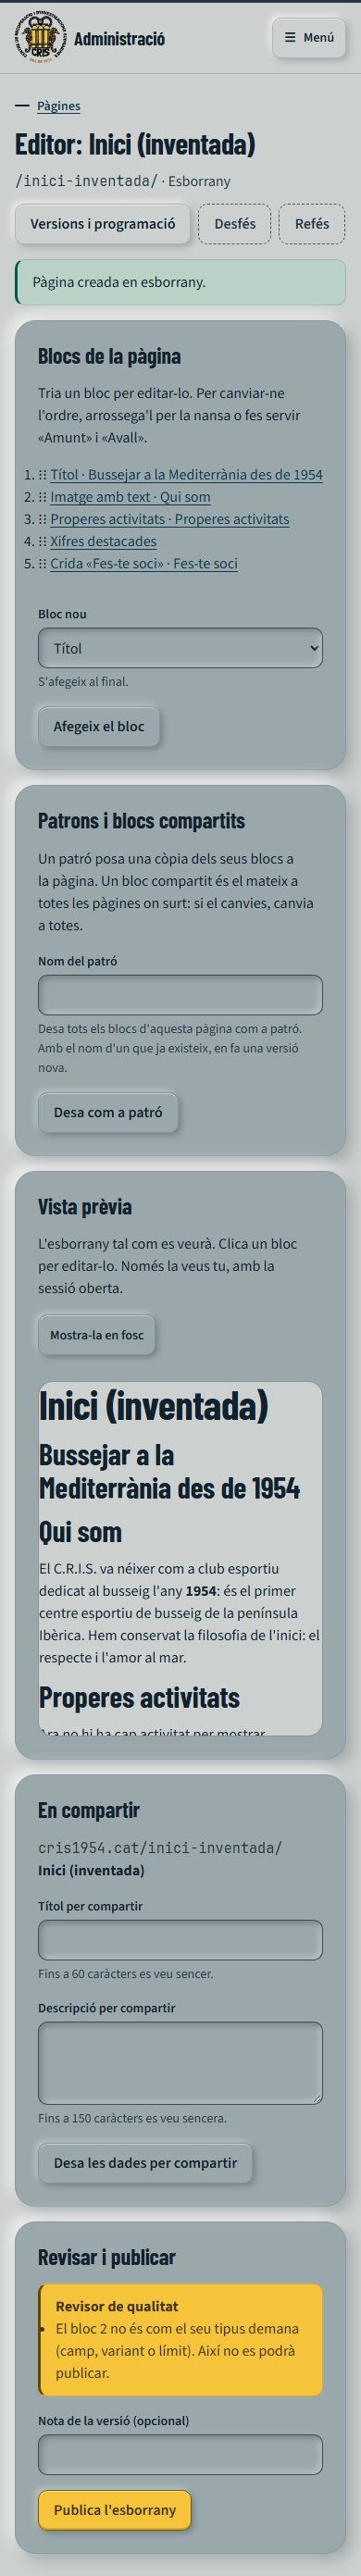 CRIS
Administració
☰ Menú
— Pàgines
Editor: Inici (inventada)
/inici-inventada/ · Esborrany
Versions i programació
Desfés
Refés
Pàgina creada en esborrany.
Blocs de la pàgina
Tria un bloc per editar-lo. Per canviar-ne
l'ordre, arrossega'l per la nansa o fes servir
«Amunt» i «Avall».
1. ⠿ Títol · Bussejar a la Mediterrània des de 1954
2. ⠿ Imatge amb text · Qui som
3. ⠿ Properes activitats · Properes activitats
4. ⠿ Xifres destacades
5. ⠿ Crida «Fes-te soci» · Fes-te soci
Bloc nou
Títol
S'afegeix al final.
Afegeix el bloc
Patrons i blocs compartits
Un patró posa una còpia dels seus blocs a
la pàgina. Un bloc compartit és el mateix a
totes les pàgines on surt: si el canvies, canvia
a totes.
Nom del patró
Desa tots els blocs d'aquesta pàgina com a patró.
Amb el nom d'un que ja existeix, en fa una versió
nova.
Desa com a patró
Vista prèvia
L'esborrany tal com es veurà. Clica un bloc
per editar-lo. Només la veus tu, amb la
sessió oberta.
Mostra-la en fosc
Inici (inventada)
Bussejar a la
Mediterrània des de 1954
Qui som
El C.R.I.S. va néixer com a club esportiu
dedicat al busseig l'any 1954: és el primer
centre esportiu de busseig de la península
Ibèrica. Hem conservat la filosofia de l'inici: el
respecte i l'amor al mar.
Properes activitats
Ara no hi ha cap activitat per mostrar
En compartir
cris1954.cat/inici-inventada/
Inici (inventada)
Títol per compartir
Fins a 60 caràcters es veu sencer.
Descripció per compartir
Fins a 150 caràcters es veu sencera.
Desa les dades per compartir
Revisar i publicar
Revisor de qualitat
• El bloc 2 no és com el seu tipus demana
(camp, variant o límit). Així no es podrà
publicar.
Nota de la versió (opcional)
Publica l'esborrany